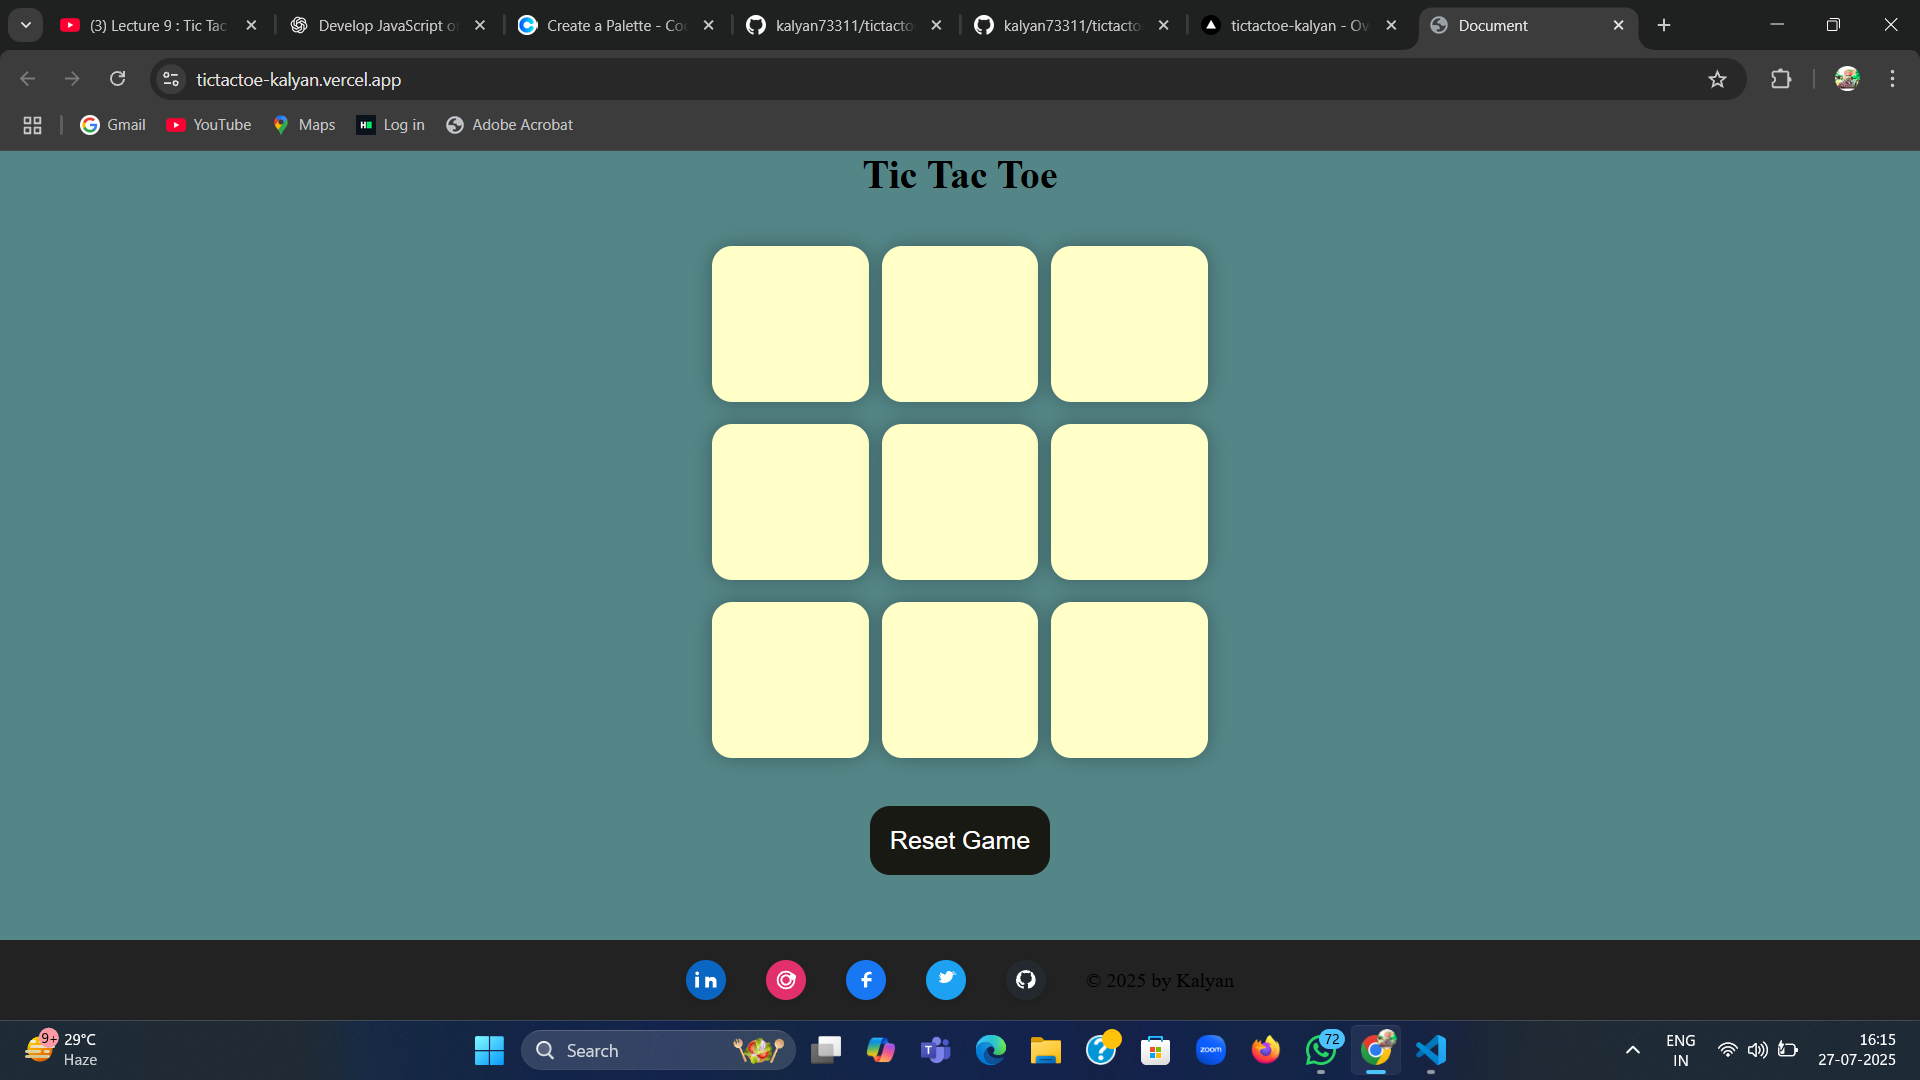 (3) Lecture 9 : Tic Tac
Develop JavaScript o
Create a Palette - Co
kalyan73311/tictacto
kalyan73311/tictacto
tictactoe-kalyan - Ov
Document
tictactoe-kalyan.vercel.app
Gmail
YouTube
Maps
Log in
Adobe Acrobat
Tic Tac Toe
Reset Game
in
© 2025 by Kalyan
9+
29°C
Haze
Search
zoom
72
ENG
IN
16:15
27-07-2025